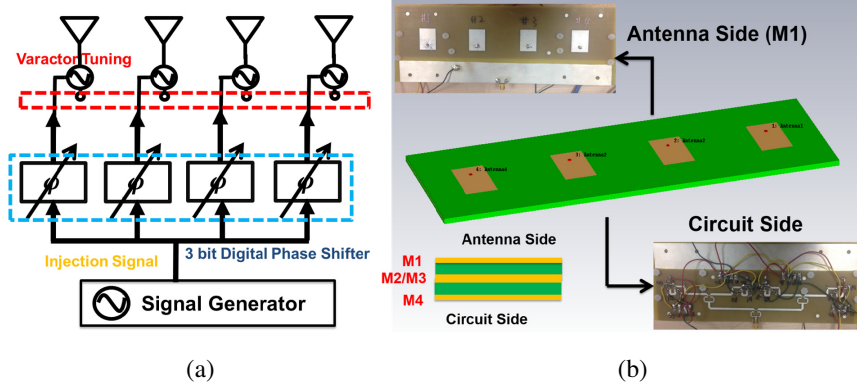 Varactor Tuning
φ φ φ φ
Injection Signal
3 bit Digital Phase Shifter
Signal Generator
(a)
(b)
Antenna Side (M1)
Circuit Side
Antenna Side
M1
M2/M3
M4
Circuit Side